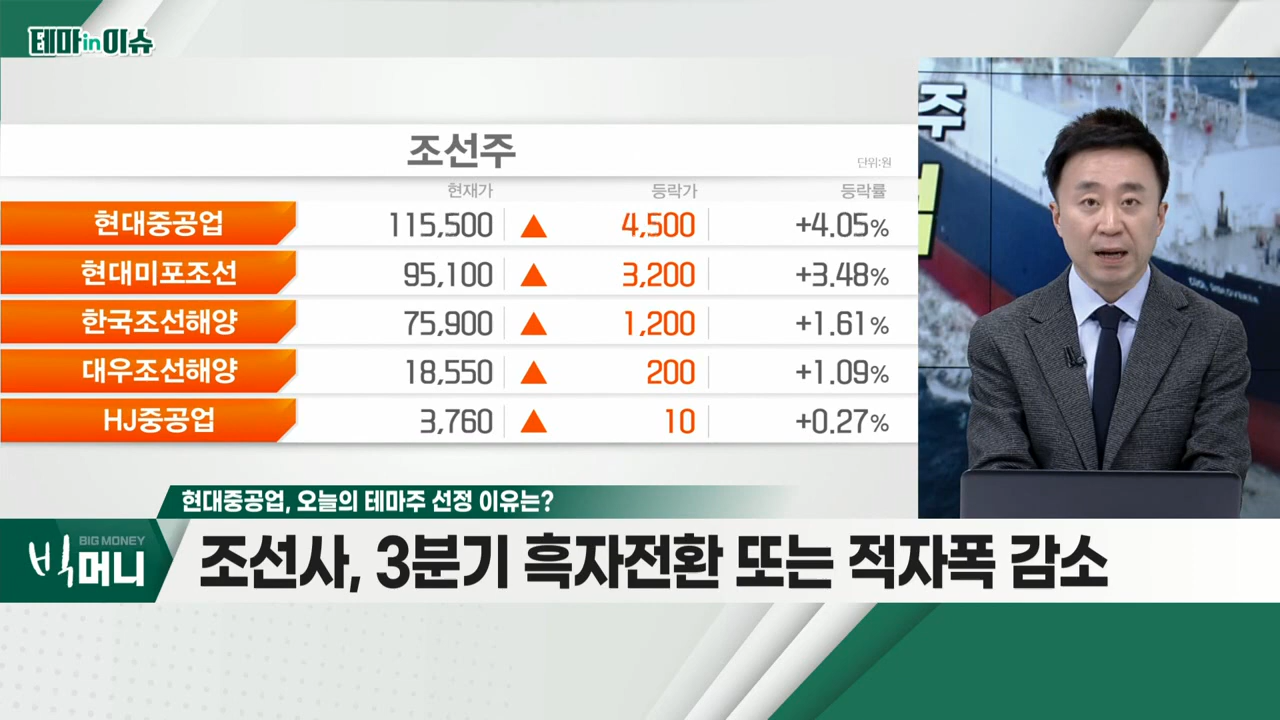 테마in이슈
조선주
단위:원
현재가 등락가 등락률
현대중공업 115,500 ▲ 4,500 +4.05%
현대미포조선 95,100 ▲ 3,200 +3.48%
한국조선해양 75,900 ▲ 1,200 +1.61%
대우조선해양 18,550 ▲ 200 +1.09%
HJ중공업 3,760 ▲ 10 +0.27%
주
현대중공업, 오늘의 테마주 선정 이유는?
BIG MONEY
빅머니
조선사, 3분기 흑자전환 또는 적자폭 감소